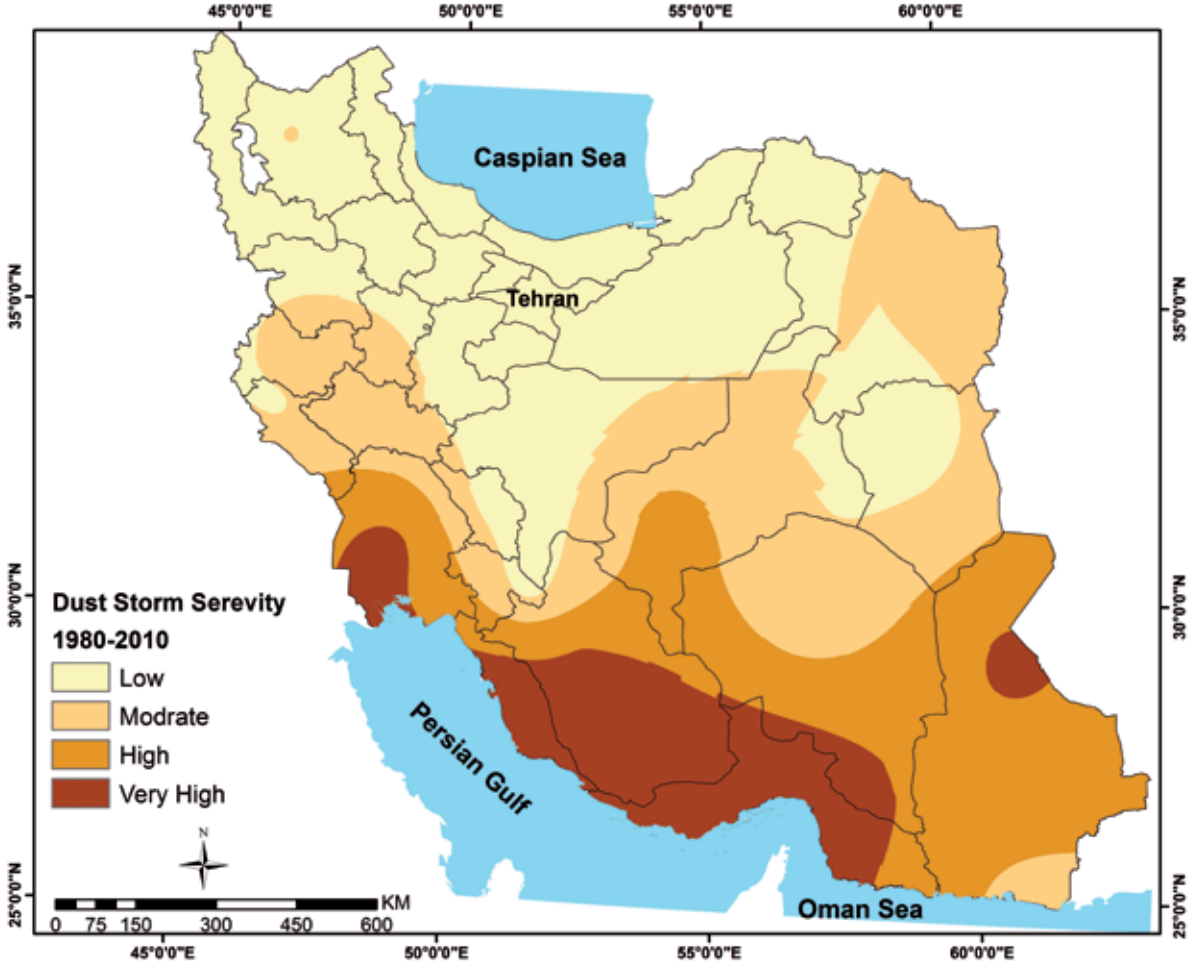 45°0'0"E 50°0'0"E 55°0'0"E 60°0'0"E
Caspian Sea
Tehran
35°0'0"N
35°0'0"N
30°0'0"N
30°0'0"N
Dust Storm Serevity
1980-2010
Low
Modrate
High
Very High
Persian Gulf
N
KM
0 75 150 300 450 600
Oman Sea
25°0'0"N
25°0'0"N
45°0'0"E 50°0'0"E 55°0'0"E 60°0'0"E